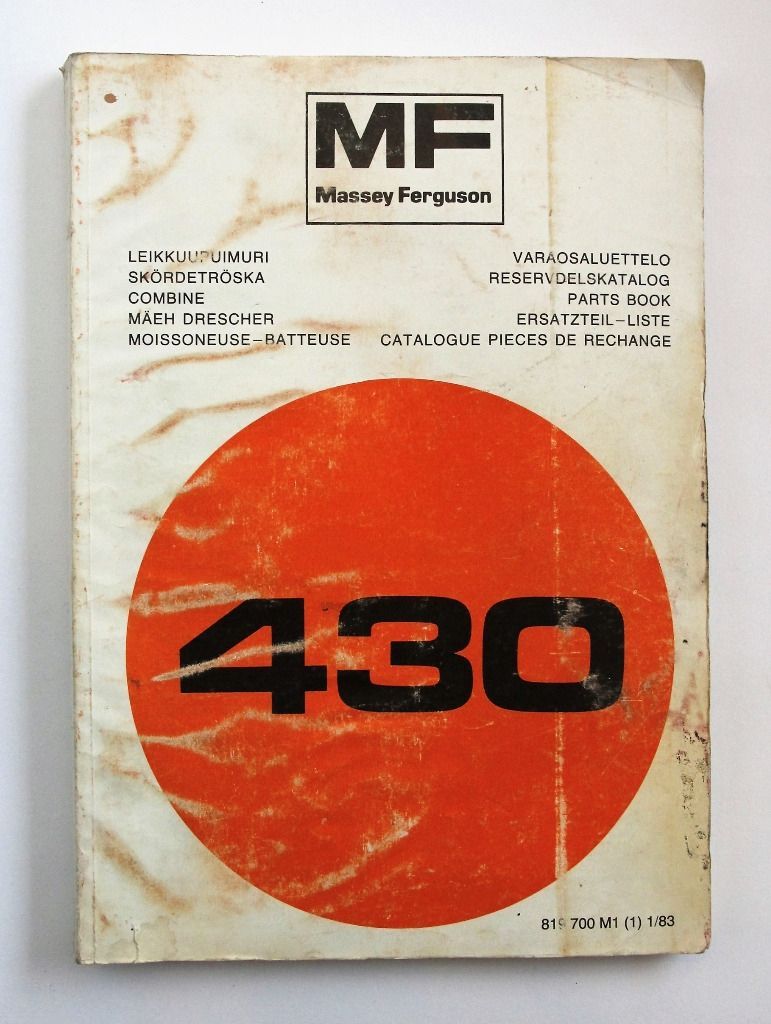 MF
Massey Ferguson
LEIKKUUPUIMURI VARAOSALUETTELO
SKÖRDETRÖSKA RESERVDELSKATALOG
COMBINE PARTS BOOK
MÄEH DRESCHER ERSATZTEIL–LISTE
MOISSONEUSE–BATTEUSE CATALOGUE PIECES DE RECHANGE
430
819 700 M1 (1) 1/83